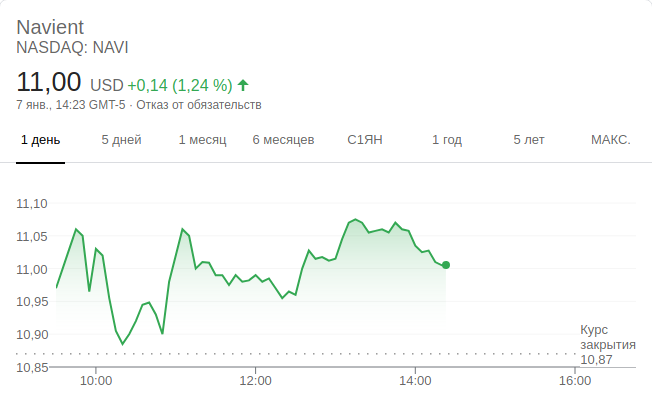 Navient
NASDAQ: NAVI
11,00 USD +0,14 (1,24 %)
7 янв., 14:23 GMT-5 · Отказ от обязательств
1 день 5 дней 1 месяц 6 месяцев С1ЯН 1 год 5 лет МАКС.
11,10
11,05
11,00
10,95
10,90
10,85
Курс
закрытия
10,87
10:00 12:00 14:00 16:00